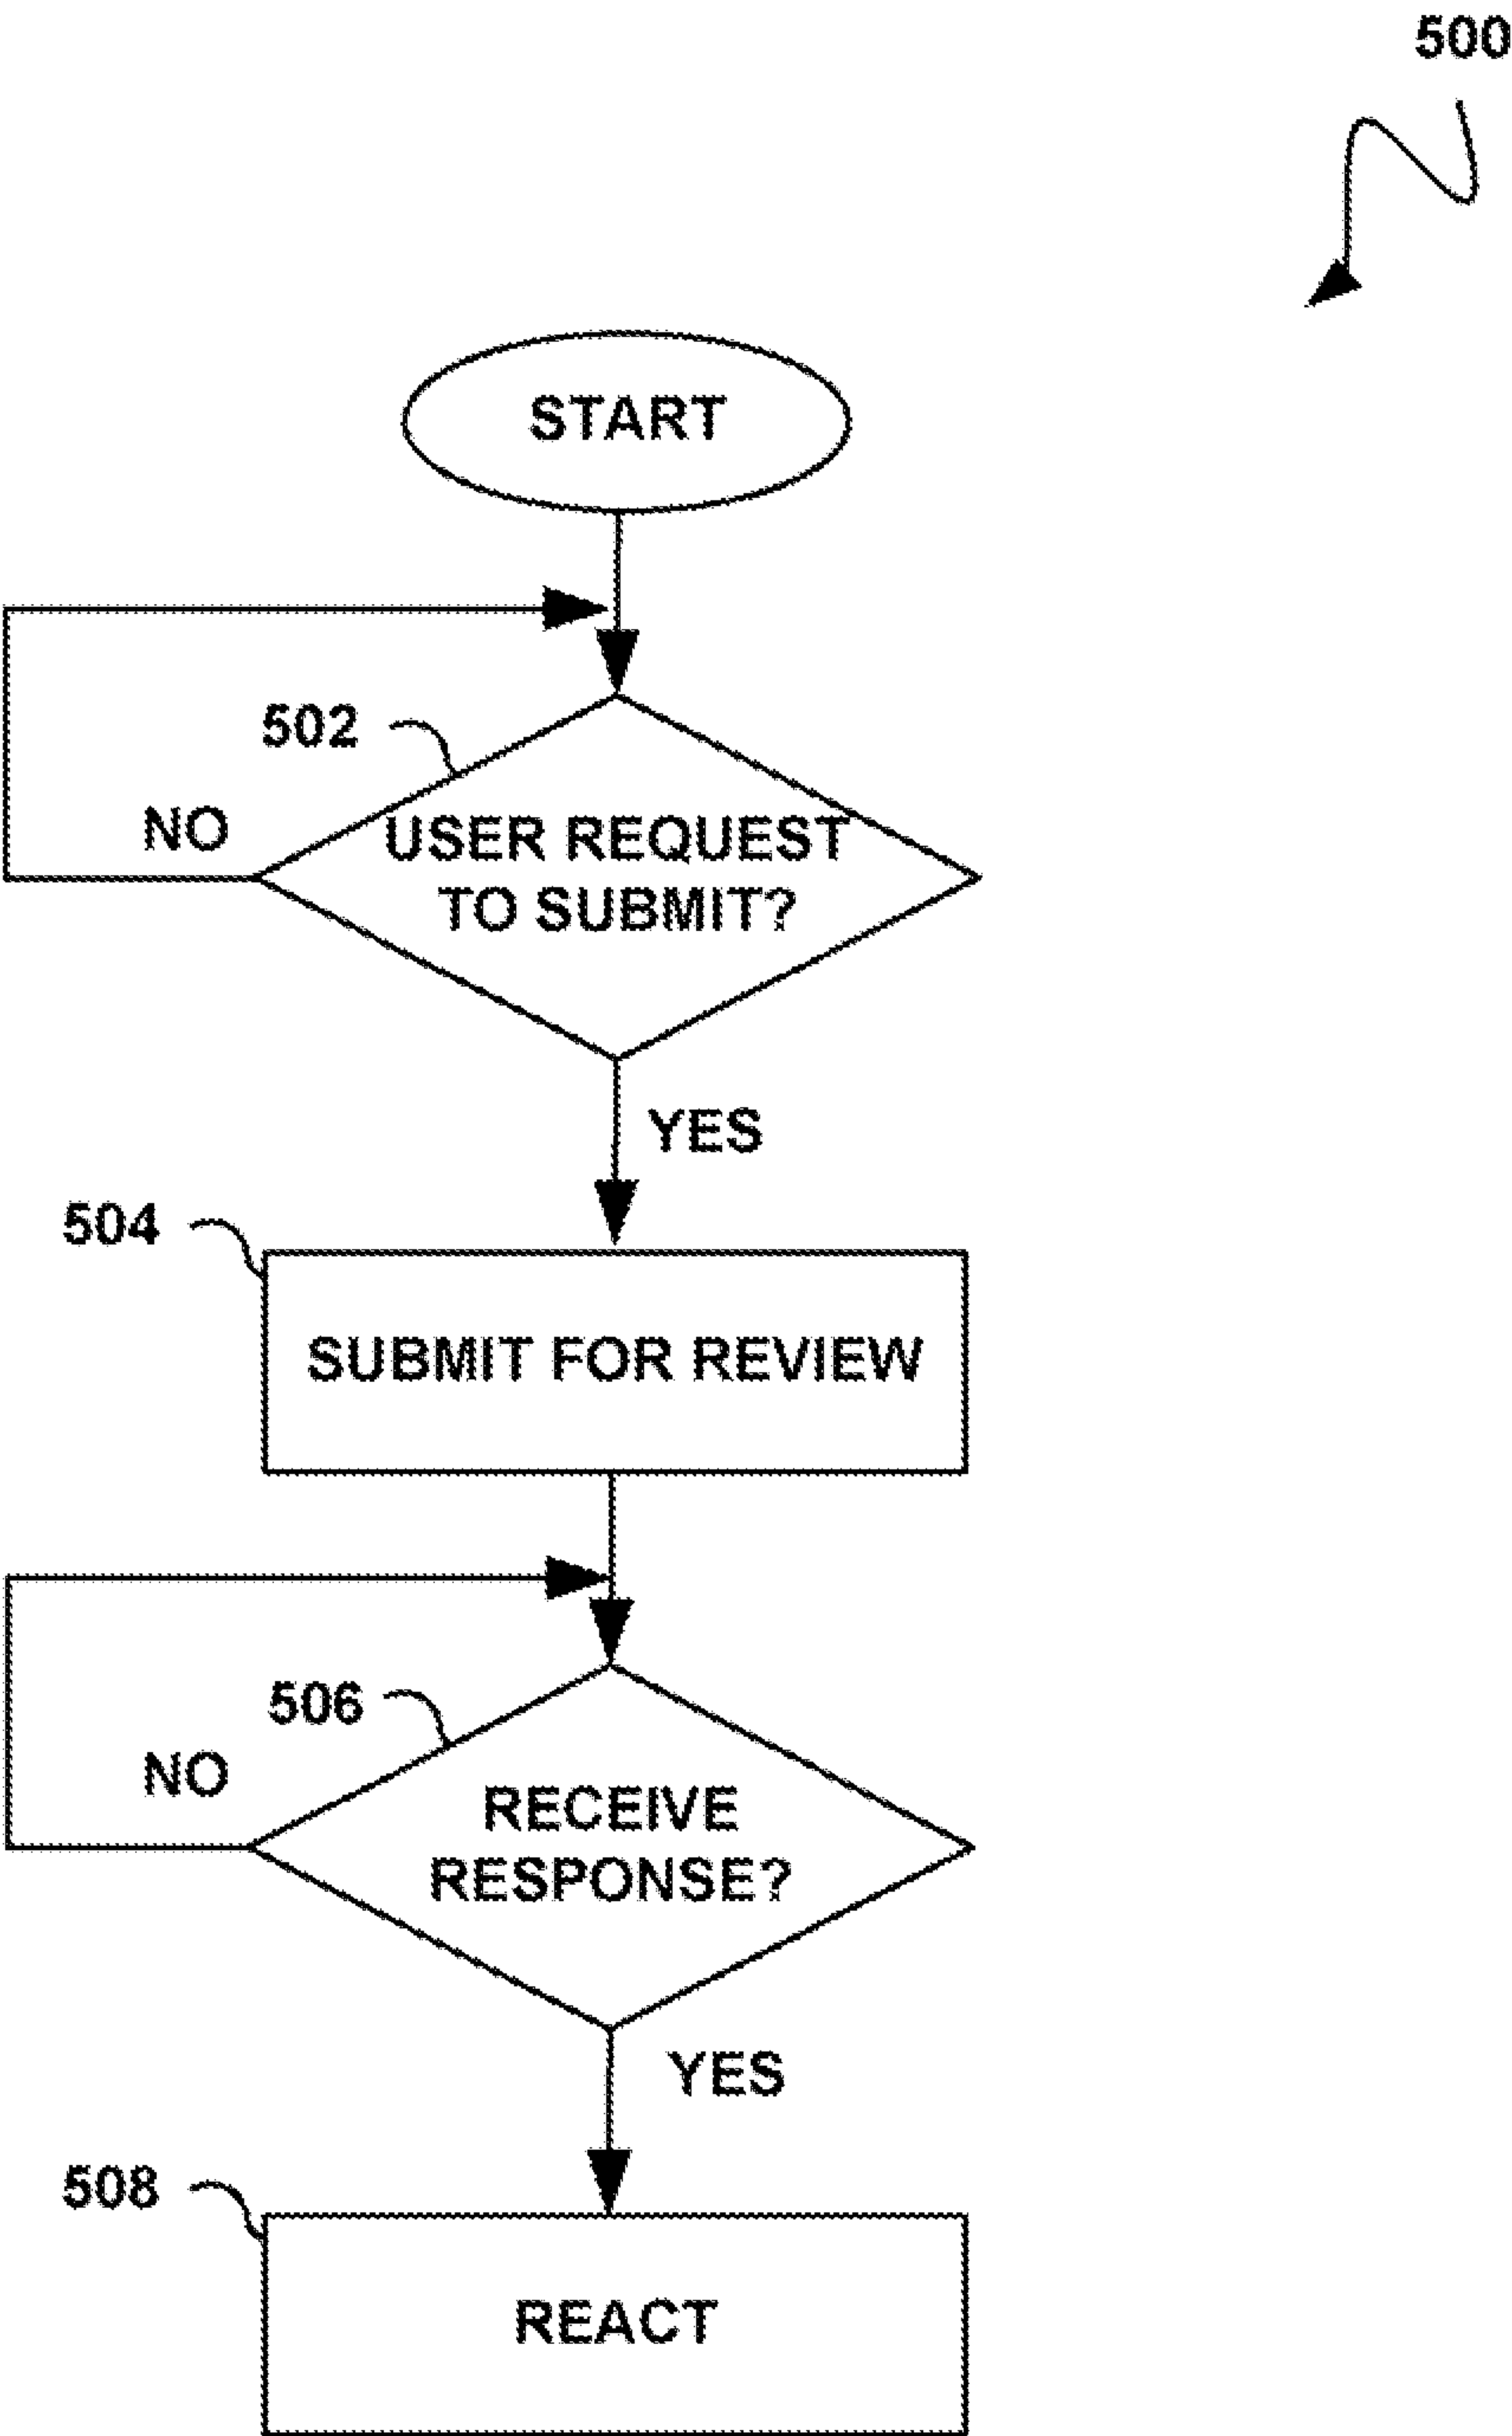 500
START
502
NO
USER REQUEST
TO SUBMIT?
YES
504
SUBMIT FOR REVIEW
506
NO
RECEIVE
RESPONSE?
YES
508
REACT